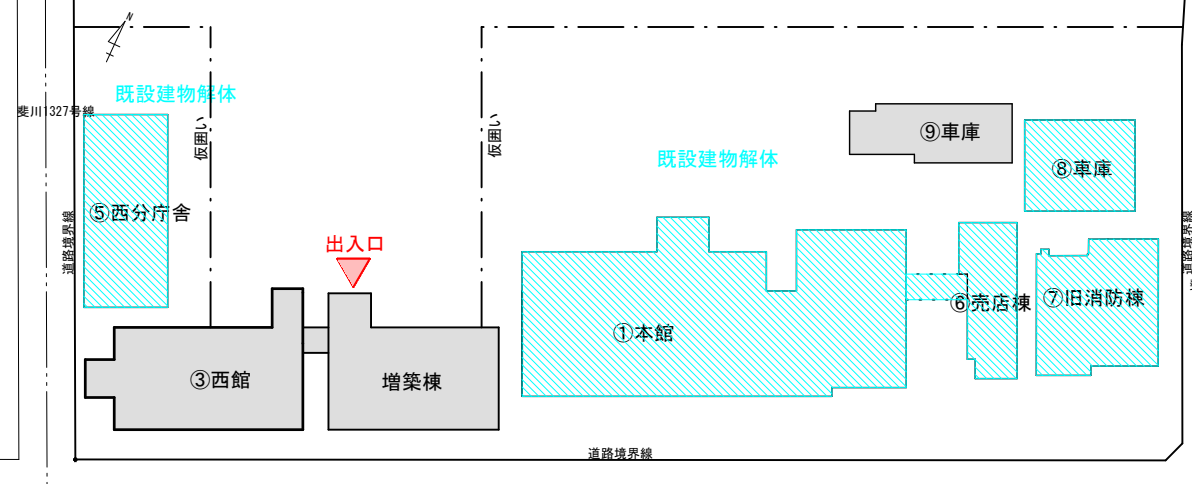 N
既設建物解体
斐川1327号線
仮囲い
仮囲い
⑨車庫
既設建物解体
⑧車庫
⑤西分庁舎
道路境界線
出入口
道路境界線
⑥売店棟
⑦旧消防棟
①本館
③西館
増築棟
道路境界線